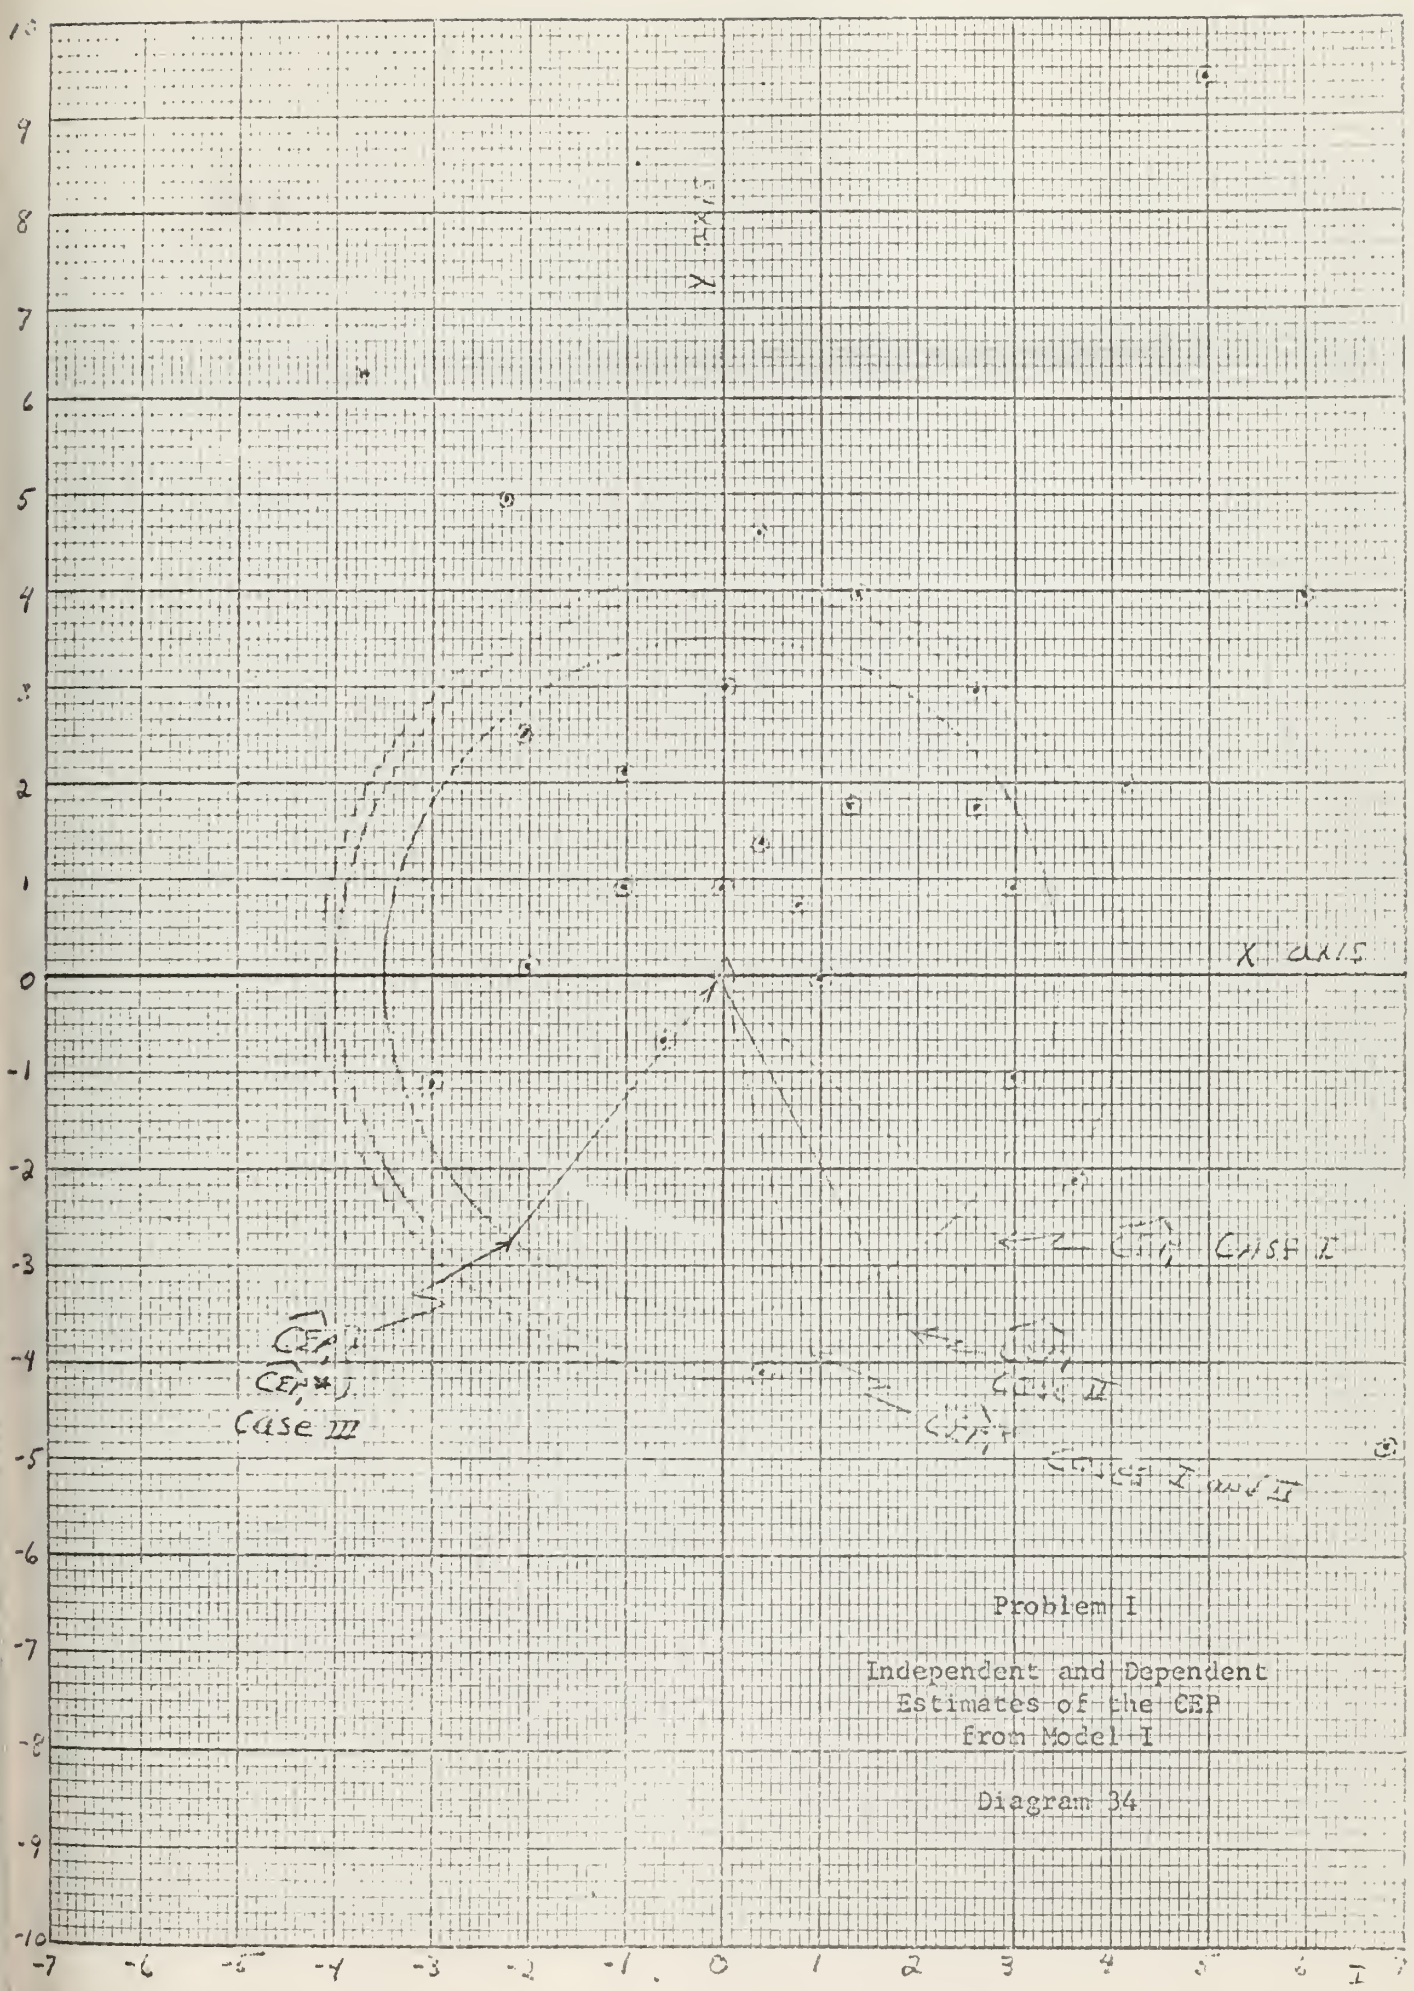 10
9
8
7
6
5
4
3
2
1
0
-1
-2
-3
-4
-5
-6
-7
-8
-9
-10
Y axis
X axis
CEP, Case I
Case II
Cases I and II
CEP,
CEP,*
Case III
Problem I
Independent and Dependent
Estimates of the CEP
from Model I
Diagram 34
-7 -6 -5 -4 -3 -2 -1 0 1 2 3 4 5 6 7
I